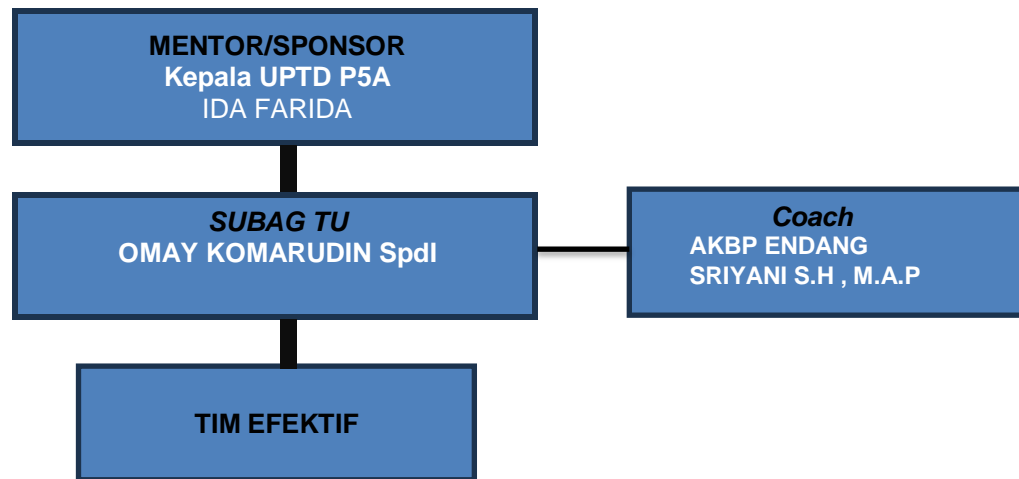 MENTOR/SPONSOR
Kepala UPTD P5A
IDA FARIDA
SUBAG TU
OMAY KOMARUDIN SpdI
Coach
AKBP ENDANG
SRIYANI S.H , M.A.P
TIM EFEKTIF